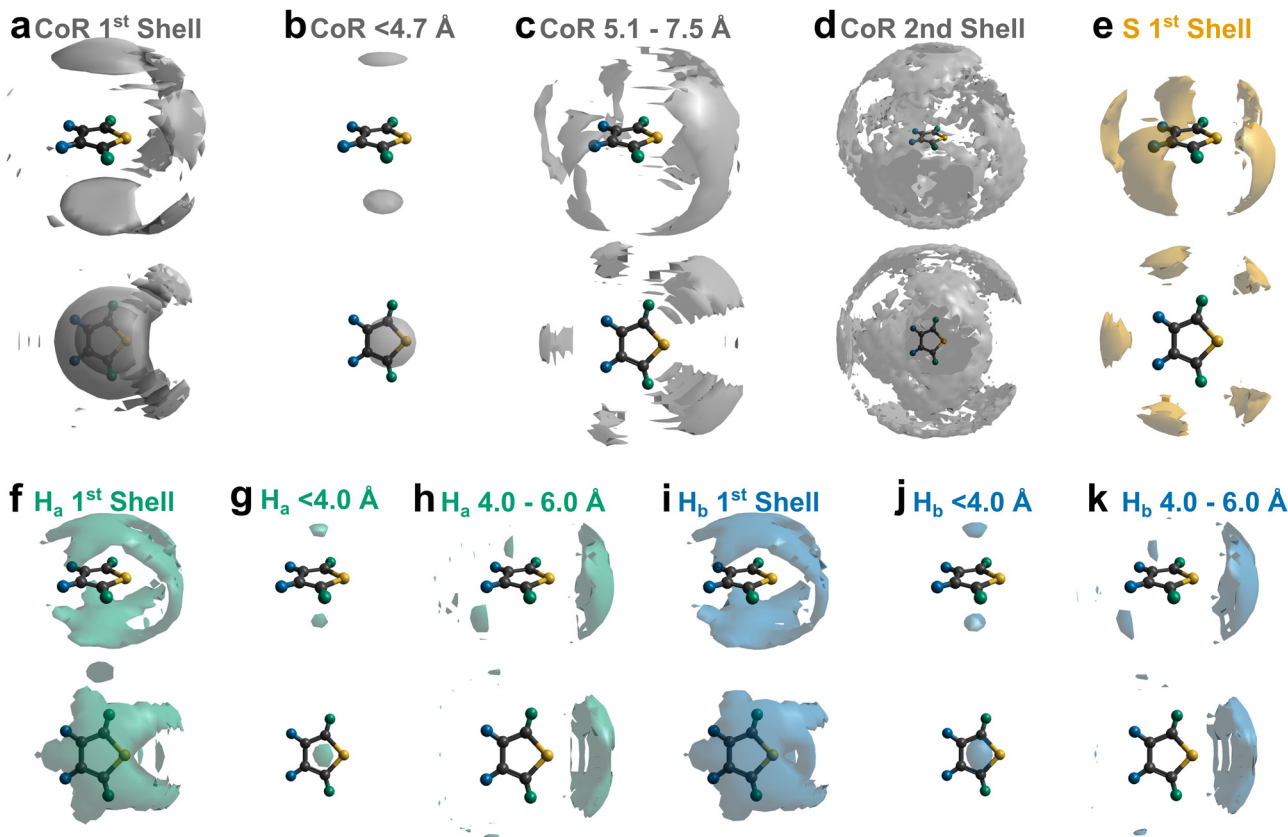 a CoR 1st Shell
b CoR <4.7 Å
c CoR 5.1 - 7.5 Å
d CoR 2nd Shell
e S 1st Shell
f Ha 1st Shell
g Ha <4.0 Å
h Ha 4.0 - 6.0 Å
i Hb 1st Shell
j Hb <4.0 Å
k Hb 4.0 - 6.0 Å